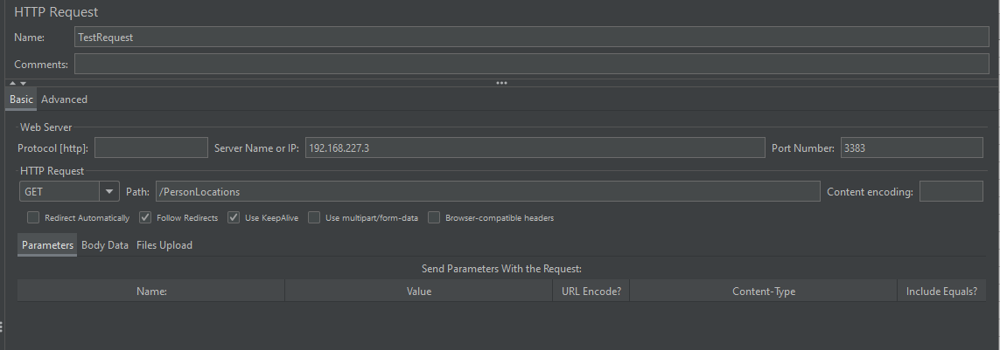 HTTP Request
Name: TestRequest
Comments:
Basic Advanced
Web Server
Protocol [http]: Server Name or IP: 192.168.227.3 Port Number: 3383
HTTP Request
GET Path: /PersonLocations Content encoding:
Redirect Automatically Follow Redirects Use KeepAlive Use multipart/form-data Browser-compatible headers
Parameters Body Data Files Upload
Send Parameters With the Request:
Name: Value URL Encode? Content-Type Include Equals?